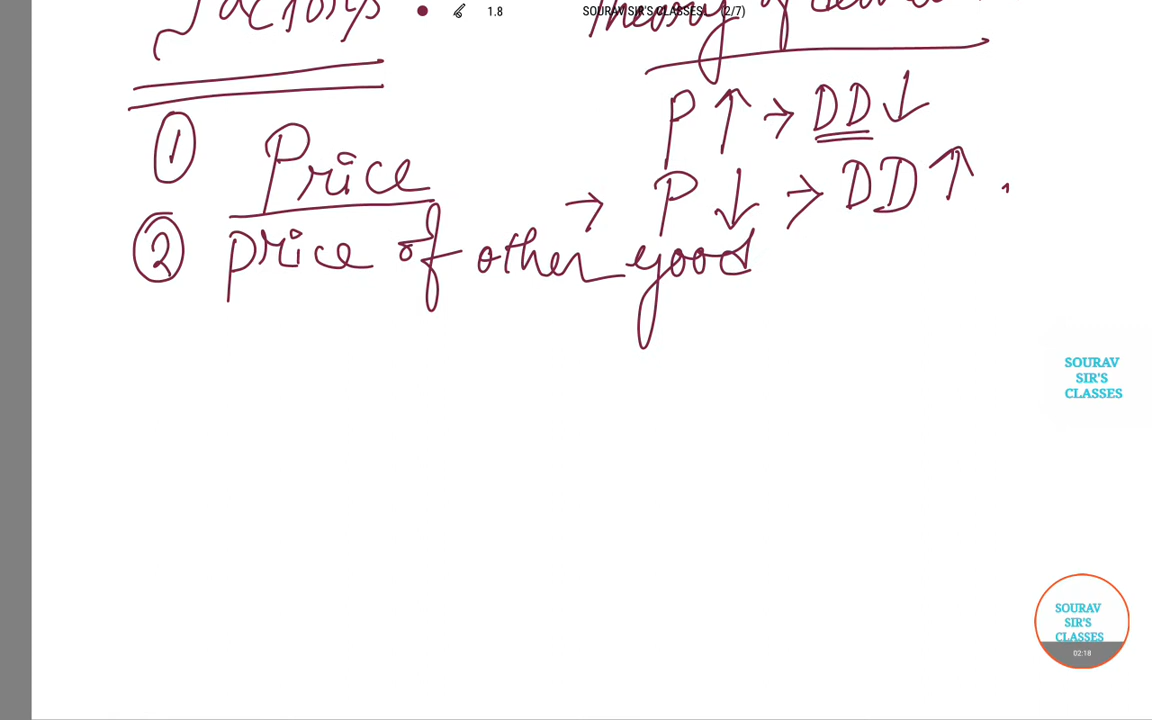 Factors
1.8 SOURAV SIR'S CLASSES (2/7)
Theory of
① Price
P ↑ → DD ↓
→ P ↓ → DD ↑ .
② price of other good
SOURAV
SIR'S
CLASSES
SOURAV
SIR'S
CLASSES
02:18